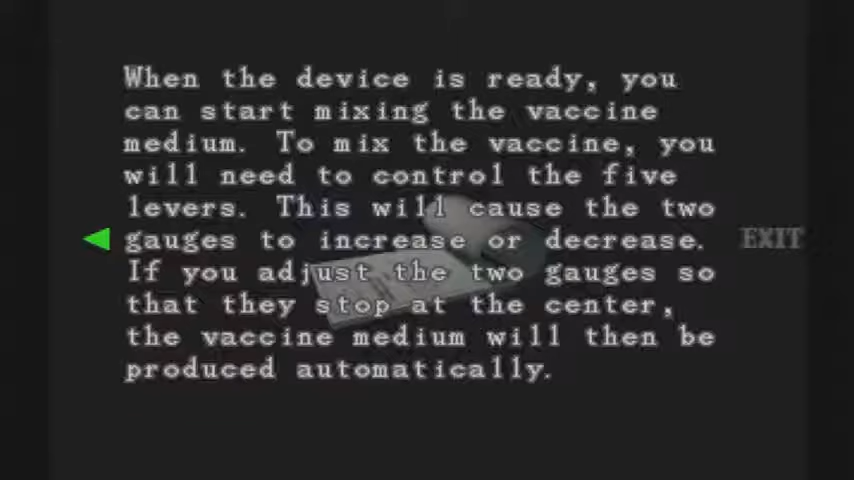 When the device is ready, you
can start mixing the vaccine
medium. To mix the vaccine, you
will need to control the five
levers. This will cause the two
gauges to increase or decrease.
EXIT
If you adjust the two gauges so
that they stop at the center,
the vaccine medium will then be
produced automatically.